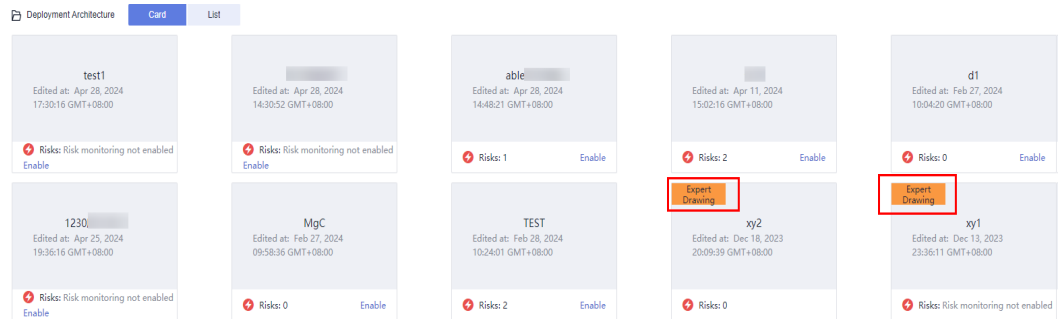 Deployment Architecture Card List
test1
Edited at: Apr 28, 2024
17:30:16 GMT+08:00
Risks: Risk monitoring not enabled
Enable
Edited at: Apr 28, 2024
14:30:52 GMT+08:00
Risks: Risk monitoring not enabled
Enable
able
Edited at: Apr 28, 2024
14:48:21 GMT+08:00
Risks: 1 Enable
Edited at: Apr 11, 2024
15:02:16 GMT+08:00
Risks: 2 Enable
d1
Edited at: Feb 27, 2024
10:04:20 GMT+08:00
Risks: 0 Enable
1230
Edited at: Apr 25, 2024
19:36:16 GMT+08:00
Risks: Risk monitoring not enabled
Enable
MgC
Edited at: Feb 27, 2024
09:58:36 GMT+08:00
Risks: 0 Enable
TEST
Edited at: Feb 28, 2024
10:24:01 GMT+08:00
Risks: 2 Enable
Expert
Drawing
xy2
Edited at: Dec 18, 2023
20:09:39 GMT+08:00
Risks: 0
Expert
Drawing
xy1
Edited at: Dec 13, 2023
23:36:11 GMT+08:00
Risks: Risk monitoring not enabled